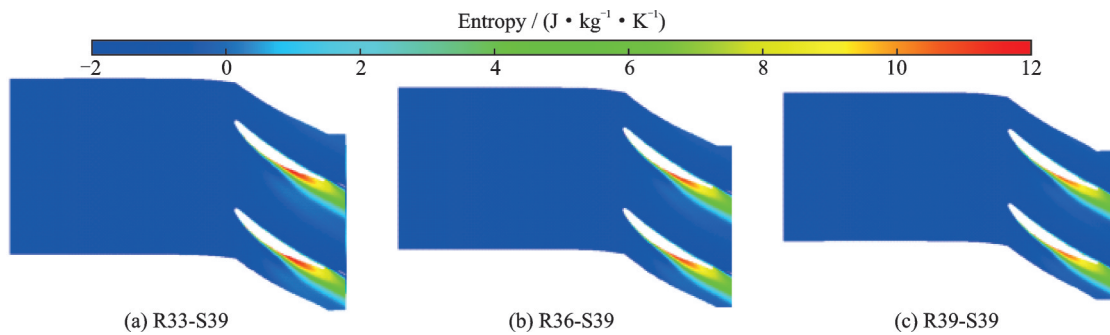 Entropy / (J・kg⁻¹・K⁻¹)
−2 0 2 4 6 8 10 12
(a) R33-S39 (b) R36-S39 (c) R39-S39